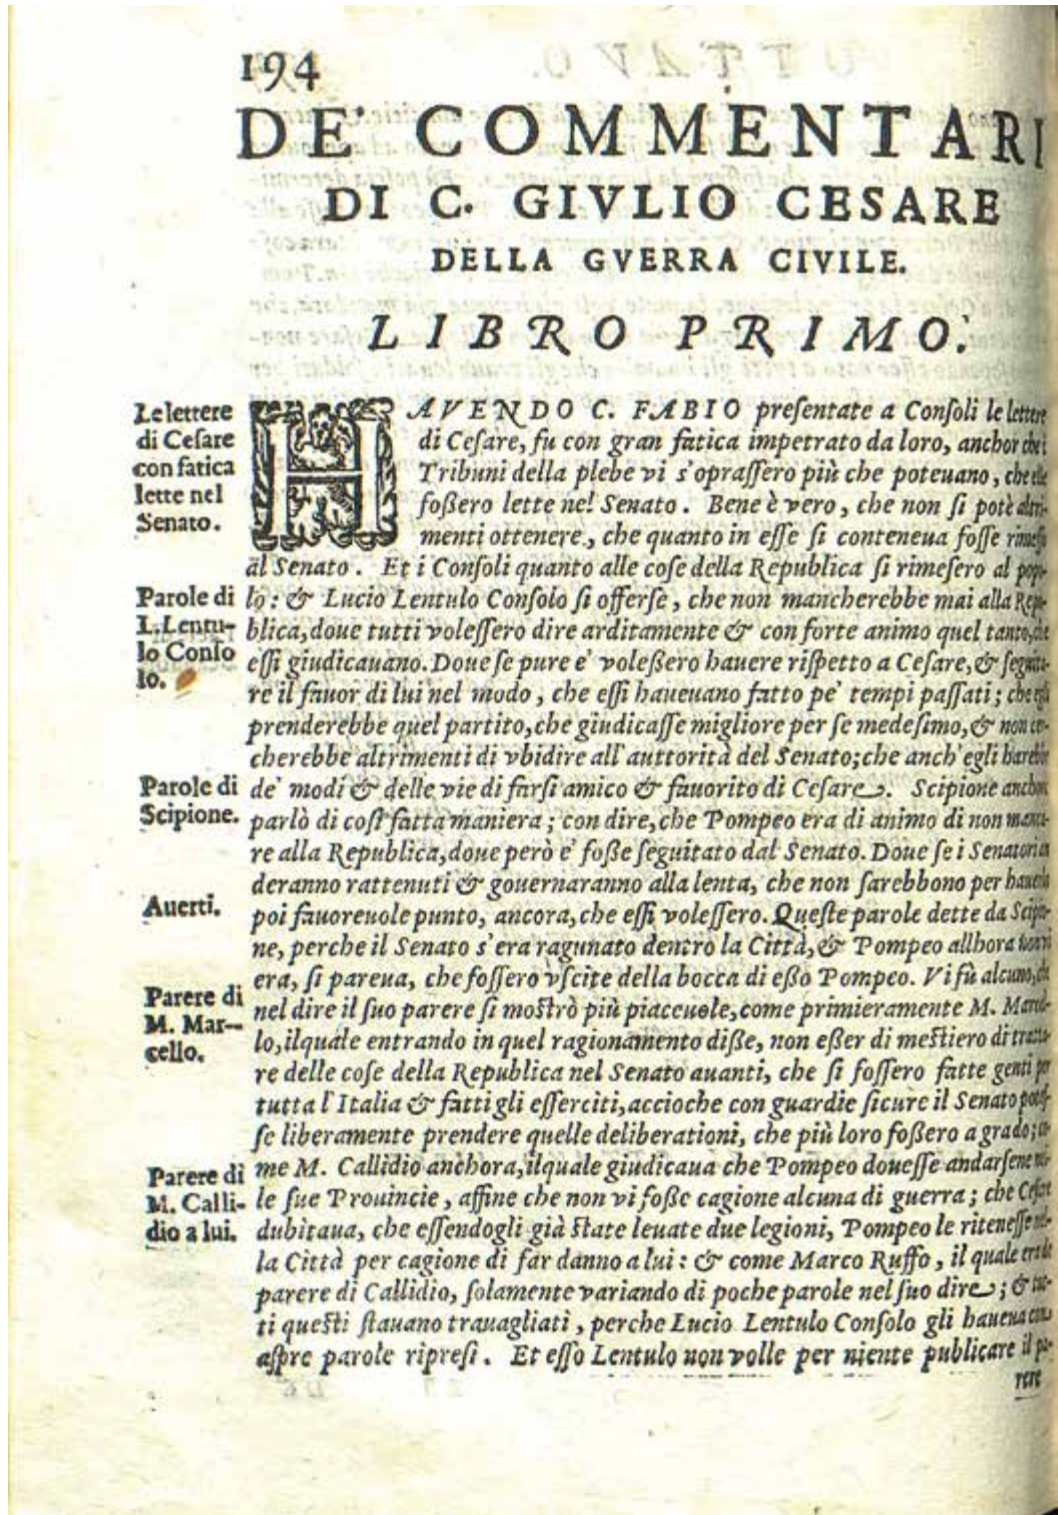 194
DE' COMMENTARI
DI C. GIVLIO CESARE
DELLA GVERRA CIVILE.
LIBRO PRIMO.
Le lettere
di Cesare
con fatica
lette nel
Senato.
HAVENDO C. FABIO presentate a Consoli le lettere
di Cesare, fu con gran fatica impetrato da loro, anchor che i
Tribuni della plebe vi s'oprassero più che poteuano, che elle
foßero lette nel Senato. Bene è vero, che non si potè altri-
menti ottenere, che quanto in esse si conteneua fosse rimesso
al Senato. Et i Consoli quanto alle cose della Republica si rimesero al popo-
Parole di
L. Lentu-
lo Conso
lo.
lo: & Lucio Lentulo Consolo si offerse, che non mancherebbe mai alla Repu-
blica, doue tutti volessero dire arditamente & con forte animo quel tanto, che
essi giudicauano. Doue se pure e' voleßero hauere rispetto a Cesare, & seguita-
re il fauor di lui nel modo, che essi haueuano fatto pe' tempi passati; che egli
prenderebbe quel partito, che giudicasse migliore per se medesimo, & non cer-
cherebbe altrimenti di vbidire all' auttorità del Senato; che anch'egli harebbe
Parole di
Scipione.
de' modi & delle vie di farsi amico & fauorito di Cesare. Scipione anchora
parlò di così fatta maniera; con dire, che Pompeo era di animo di non manca-
re alla Republica, doue però e' foße seguitato dal Senato. Doue se i Senatori
deranno rattenuti & gouernaranno alla lenta, che non sarebbono per hauerlo
Auerti.
poi fauoreuole punto, ancora, che essi volessero. Queste parole dette da Scipio-
ne, perche il Senato s'era ragunato dentro la Città, & Pompeo allhora
era, si pareua, che fossero vscite della bocca di eßo Pompeo. Vi fù alcuno, che
Parere di
M. Mar-
cello.
nel dire il suo parere si mostrò più piaceuole, come primieramente M. Marcel-
lo, ilquale entrando in quel ragionamento diße, non eßer di mestiero di tratta-
re delle cose della Republica nel Senato auanti, che si fossero fatte genti per
tutta l'Italia & fatti gli esserciti, accioche con guardie sicure il Senato potes-
se liberamente prendere quelle deliberationi, che più loro foßero a grado; co-
Parere di
M. Calli-
dio a lui.
me M. Callidio anchora, ilquale giudicaua che Pompeo douesse andarsene nel-
le sue Prouincie, affine che non vi foße cagione alcuna di guerra; che Cesare
dubitaua, che essendogli già state leuate due legioni, Pompeo le ritenesse nel-
la Città per cagione di far danno a lui: & come Marco Ruffo, il quale era del
parere di Callidio, solamente variando di poche parole nel suo dire; & tut-
ti questi stauano trauagliati, perche Lucio Lentulo Consolo gli haueua con
aspre parole ripresi. Et esso Lentulo non volle per niente publicare il pa-
rere